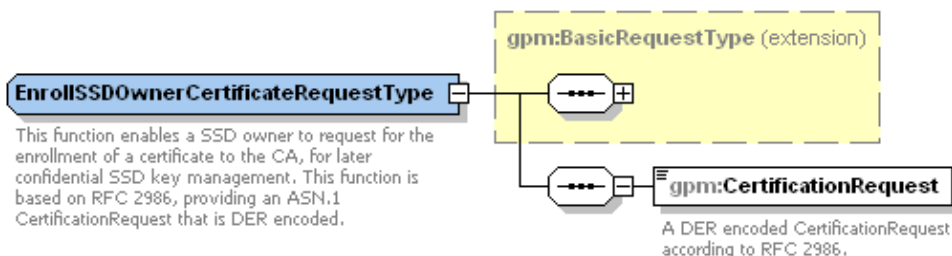 gpm:BasicRequestType (extension)
EnrollSSDOwnerCertificateRequestType
This function enables a SSD owner to request for the
enrollment of a certificate to the CA, for later
confidential SSD key management. This function is
based on RFC 2986, providing an ASN.1
CertificationRequest that is DER encoded.
gpm:CertificationRequest
A DER encoded CertificationRequest
according to RFC 2986.